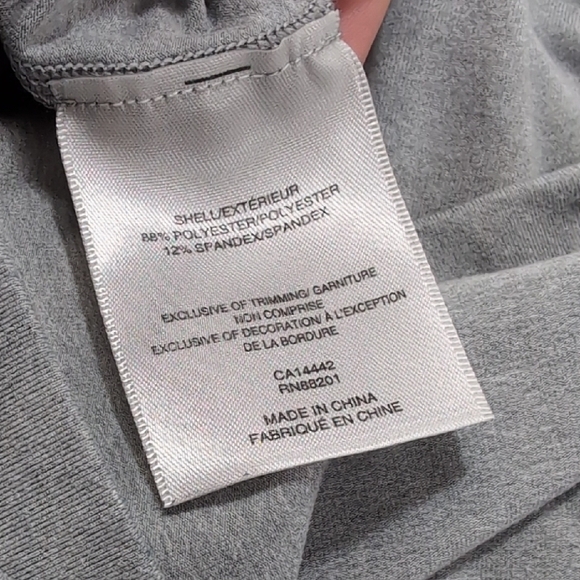 SHELL/EXTÉRIEUR
88% POLYESTER/POLYESTER
12% SPANDEX/SPANDEX
EXCLUSIVE OF TRIMMING/ GARNITURE
NON COMPRISE
EXCLUSIVE OF DECORATION/ À L'EXCEPTION
DE LA BORDURE
CA14442
RN88201
MADE IN CHINA
FABRIQUÉ EN CHINE